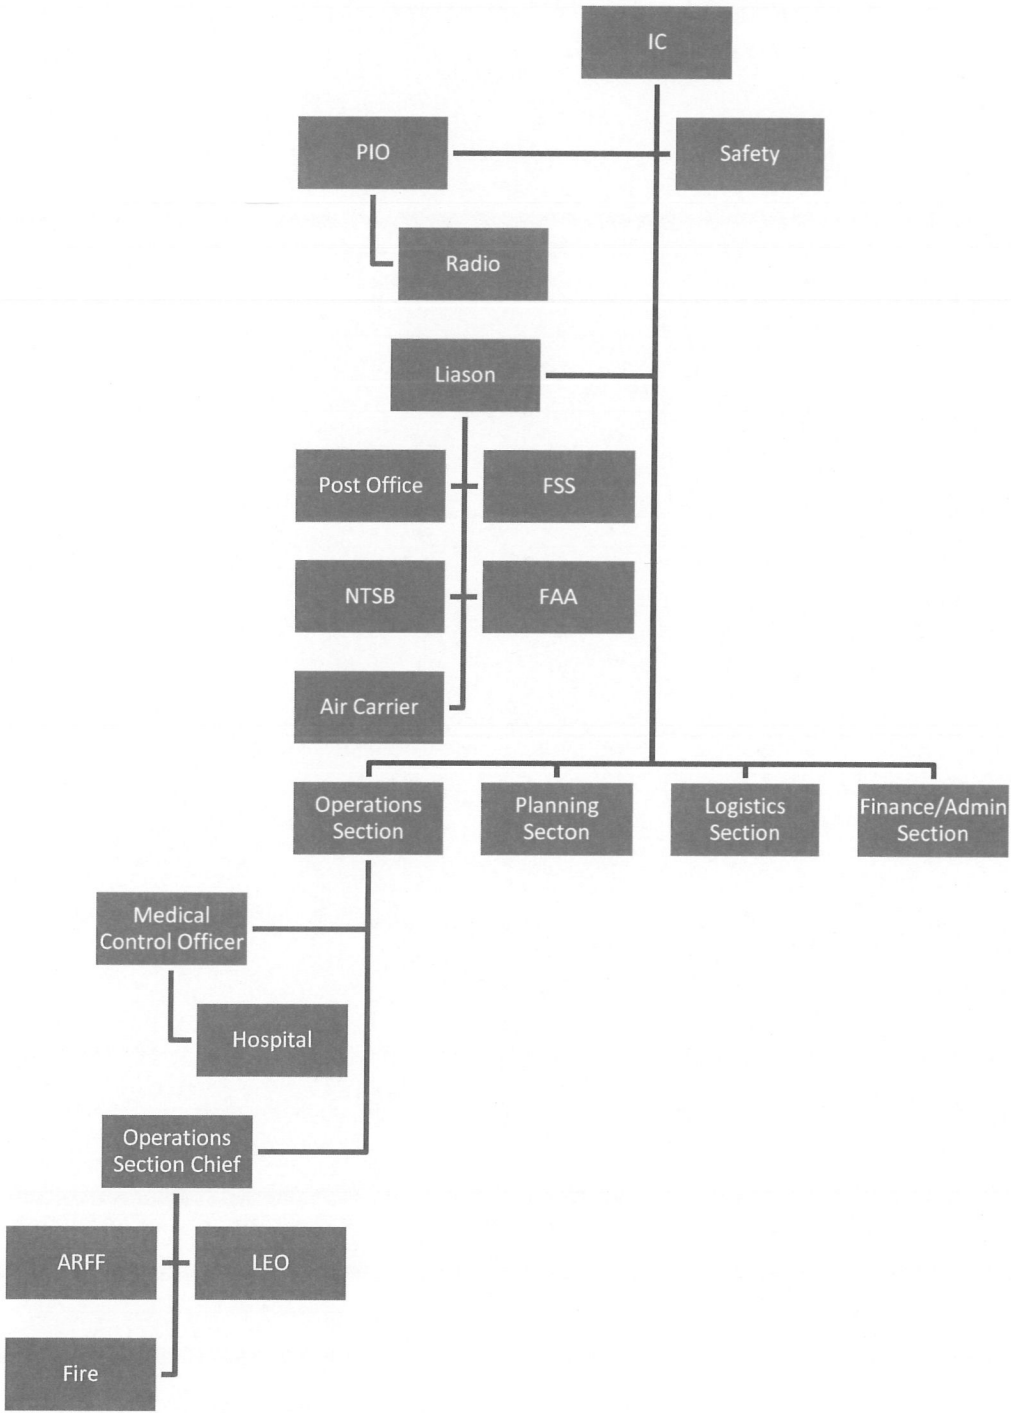 IC
PIO
Safety
Radio
Liason
Post Office
FSS
NTSB
FAA
Air Carrier
Operations
Section
Planning
Secton
Logistics
Section
Finance/Admin
Section
Medical
Control Officer
Hospital
Operations
Section Chief
ARFF
LEO
Fire